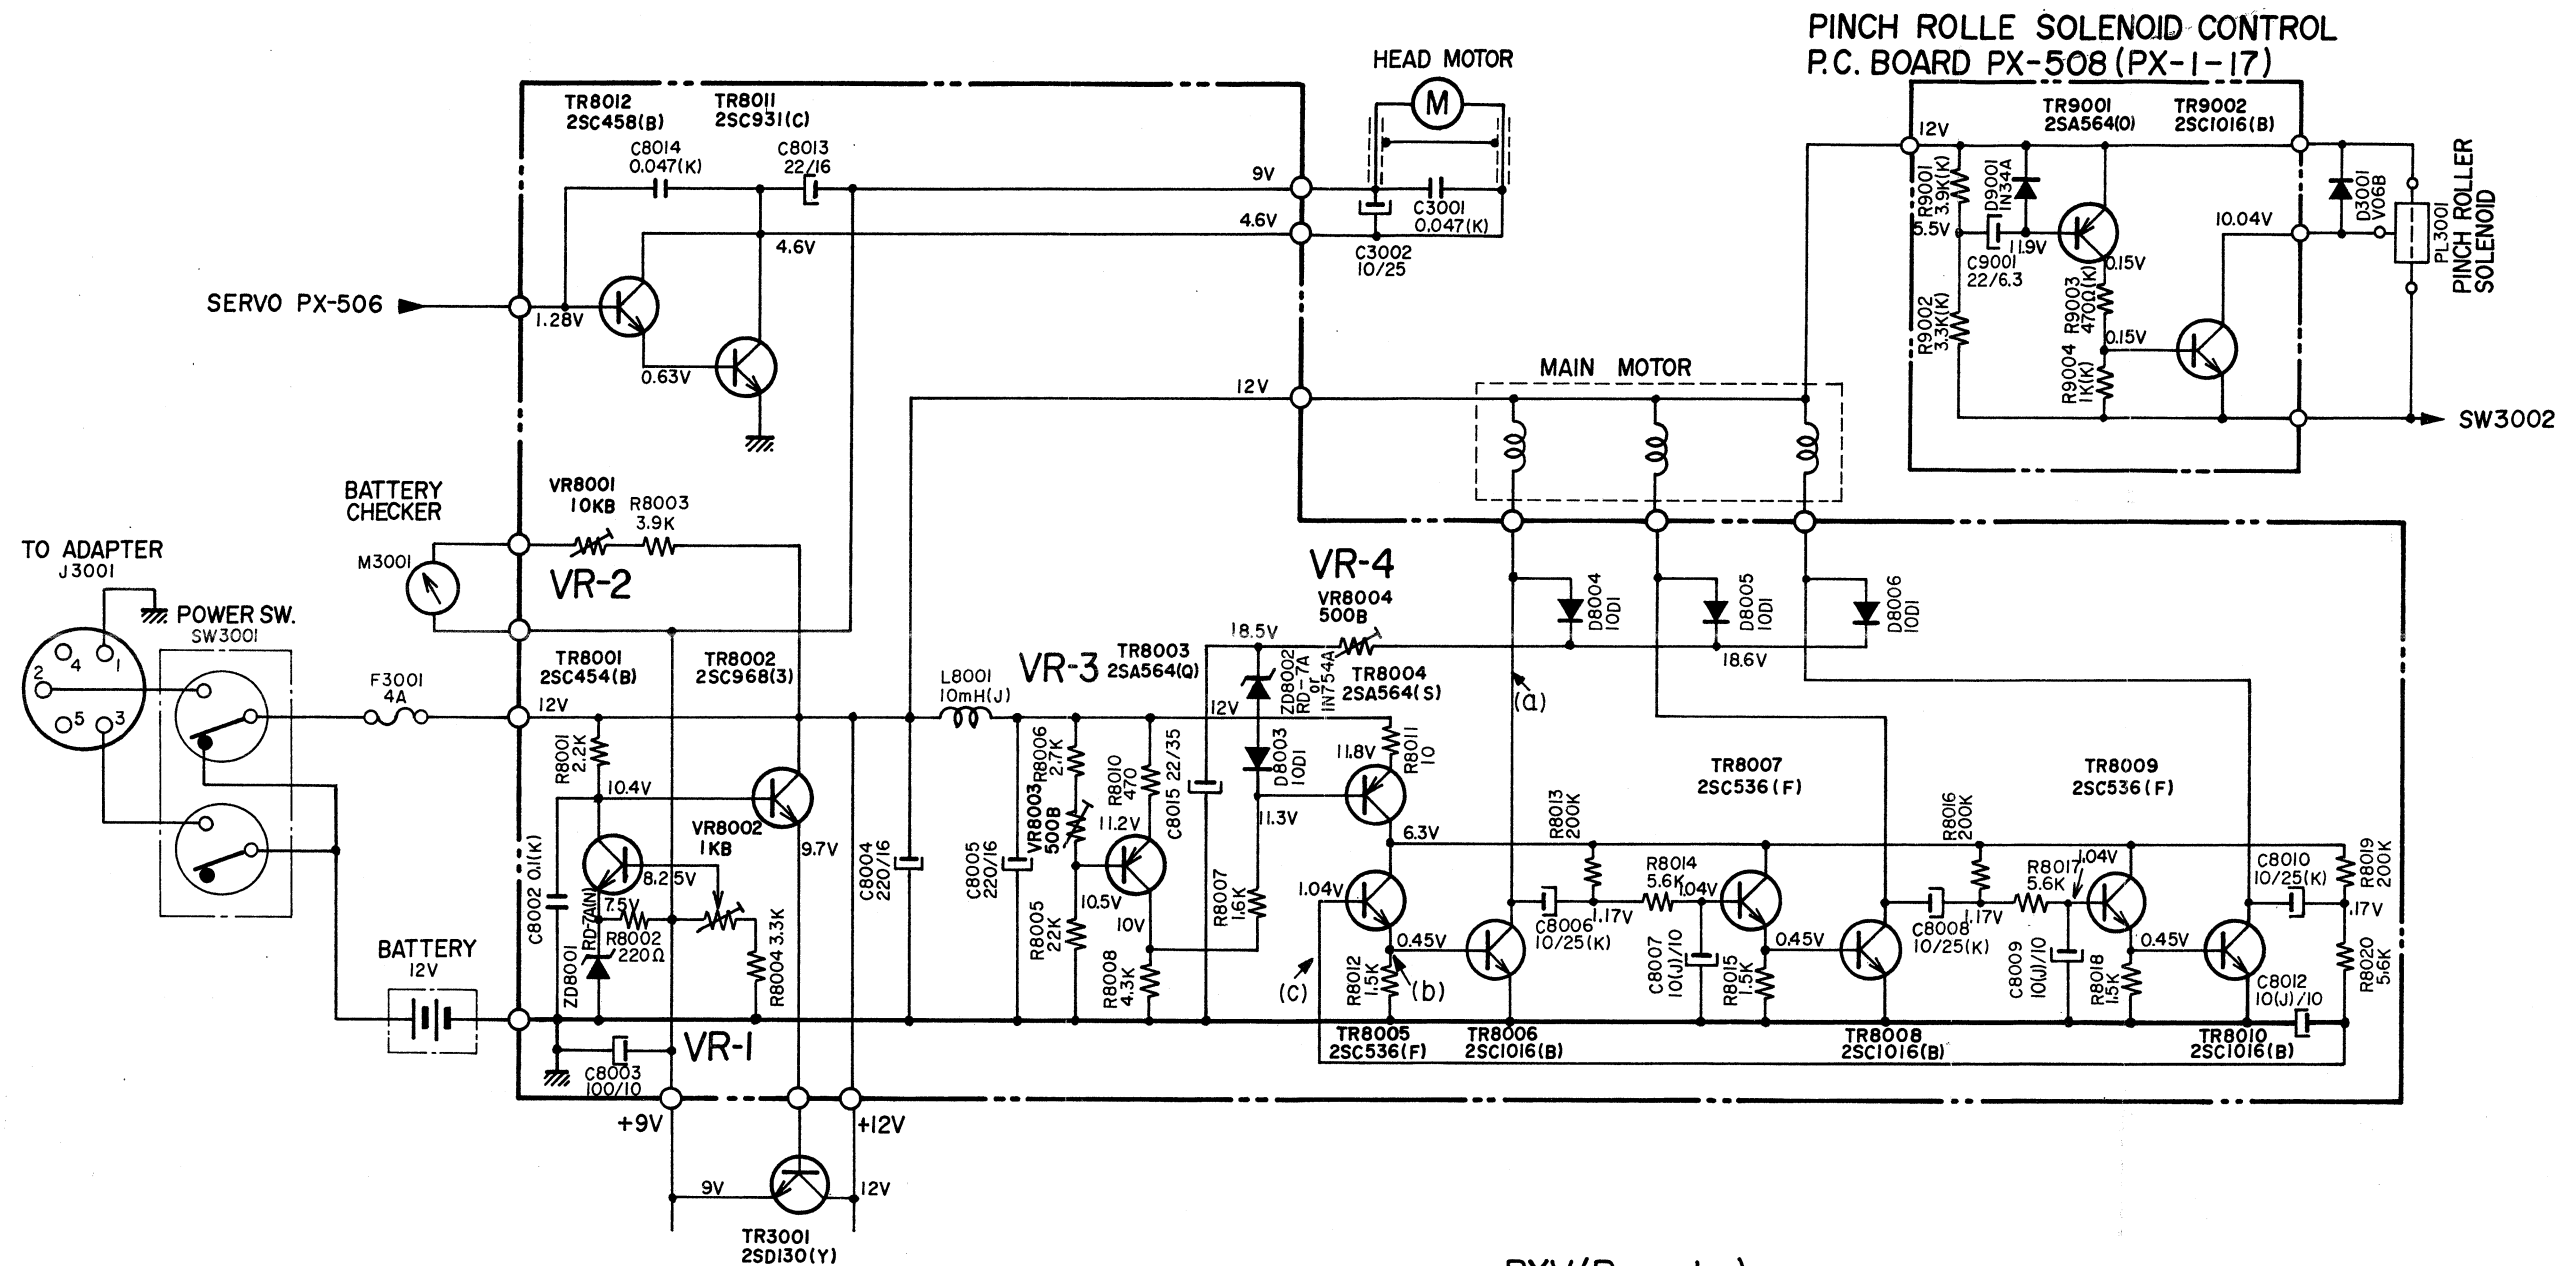 PINCH ROLLE SOLENOID CONTROL
P.C. BOARD PX-508 (PX-1-17)
HEAD MOTOR
M
TR8012
2SC458(B)
TR8011
2SC931(C)
C8014
0.047(K)
C8013
22/16
9V
4.6V
4.6V
C3001
0.047(K)
C3002
10/25
SERVO PX-506
1.28V
0.63V
12V
TR9001
2SA564(O)
TR9002
2SC1016(B)
12V
R9001
3.9K(K)
D9001
IN34A
5.5V
11.9V
C9001
22/6.3
0.15V
R9003
470Ω(K)
R9002
3.3K(K)
0.15V
R9004
1K(K)
10.04V
D3001
V06B
PL3001
PINCH ROLLER
SOLENOID
SW3002
MAIN MOTOR
BATTERY
CHECKER
M3001
VR8001
10KB
R8003
3.9K
VR-2
TO ADAPTER
J3001
POWER SW.
SW3001
1
2
3
4
5
F3001
4A
12V
BATTERY
12V
TR8001
2SC454(B)
TR8002
2SC968(3)
R8001
2.2K
10.4V
VR8002
1KB
9.7V
8.25V
7.5V
C8002 0.1(K)
ZD8001
RD-7A(N)
R8002
220Ω
R8004 3.3K
VR-1
C8003
100/10
+9V
+12V
9V
12V
TR3001
2SD130(Y)
C8004
220/16
L8001
10mH(J)
VR-3
C8005
220/16
R8006
2.7K
VR8003
500B
R8005
22K
TR8003
2SA564(Q)
R8010
470
11.2V
10.5V
10V
R8008
4.3K
C8015 22/35
12V
18.5V
ZD8002
RD-7A
or
IN754A
D8003
10D1
11.3V
R8007
1.6K
VR-4
VR8004
500B
TR8004
2SA564(S)
11.8V
R8011
10
6.3V
D8004
10D1
D8005
10D1
D8006
10D1
18.6V
(a)
1.04V
0.45V
(b)
(c)
R8012
1.5K
TR8005
2SC536(F)
TR8006
2SC1016(B)
R8013
200K
C8006
10/25(K)
1.17V
R8014
5.6K
1.04V
C8007
10(J)/10
TR8007
2SC536(F)
0.45V
R8015
1.5K
TR8008
2SC1016(B)
R8016
200K
C8008
10/25(K)
1.17V
R8017
5.6K
1.04V
C8009
10(J)/10
TR8009
2SC536(F)
0.45V
R8018
1.5K
TR8010
2SC1016(B)
C8010
10/25(K)
R8019
200K
.17V
R8020
5.6K
C8012
10(J)/10